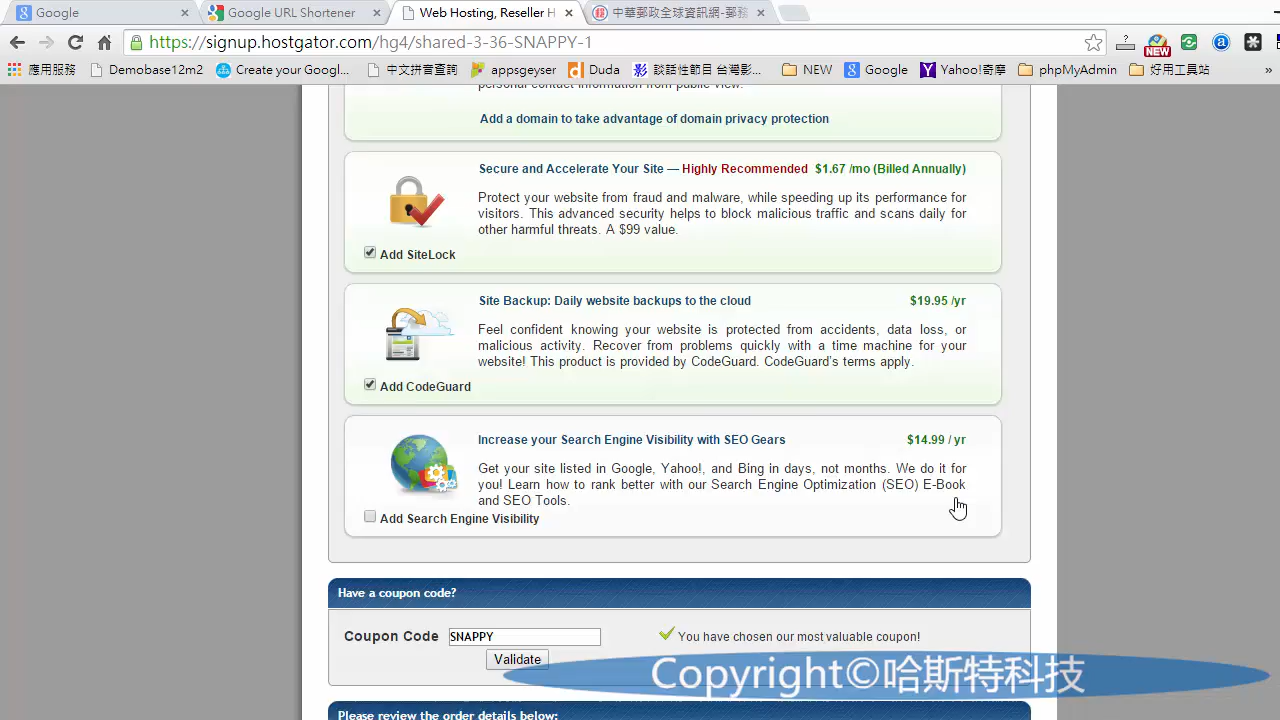 Google
Google URL Shortener
Web Hosting, Reseller H
中華郵政全球資訊網-郵務
https://signup.hostgator.com/hg4/shared-3-36-SNAPPY-1
NEW
應用服務 Demobase12m2 Create your Googl... 中文拼音查詢 appsgeyser Duda 談話性節目 台灣影... NEW Google Yahoo!奇摩 phpMyAdmin 好用工具站 »
personal contact information from public view.
Add a domain to take advantage of domain privacy protection
Secure and Accelerate Your Site — Highly Recommended $1.67 /mo (Billed Annually)
Protect your website from fraud and malware, while speeding up its performance for
visitors. This advanced security helps to block malicious traffic and scans daily for
other harmful threats. A $99 value.
Add SiteLock
Site Backup: Daily website backups to the cloud $19.95 /yr
Feel confident knowing your website is protected from accidents, data loss, or
malicious activity. Recover from problems quickly with a time machine for your
website! This product is provided by CodeGuard. CodeGuard's terms apply.
Add CodeGuard
Increase your Search Engine Visibility with SEO Gears $14.99 / yr
Get your site listed in Google, Yahoo!, and Bing in days, not months. We do it for
you! Learn how to rank better with our Search Engine Optimization (SEO) E-Book
and SEO Tools.
Add Search Engine Visibility
Have a coupon code?
Coupon Code SNAPPY You have chosen our most valuable coupon!
Validate
Copyright©哈斯特科技
Please review the order details below: